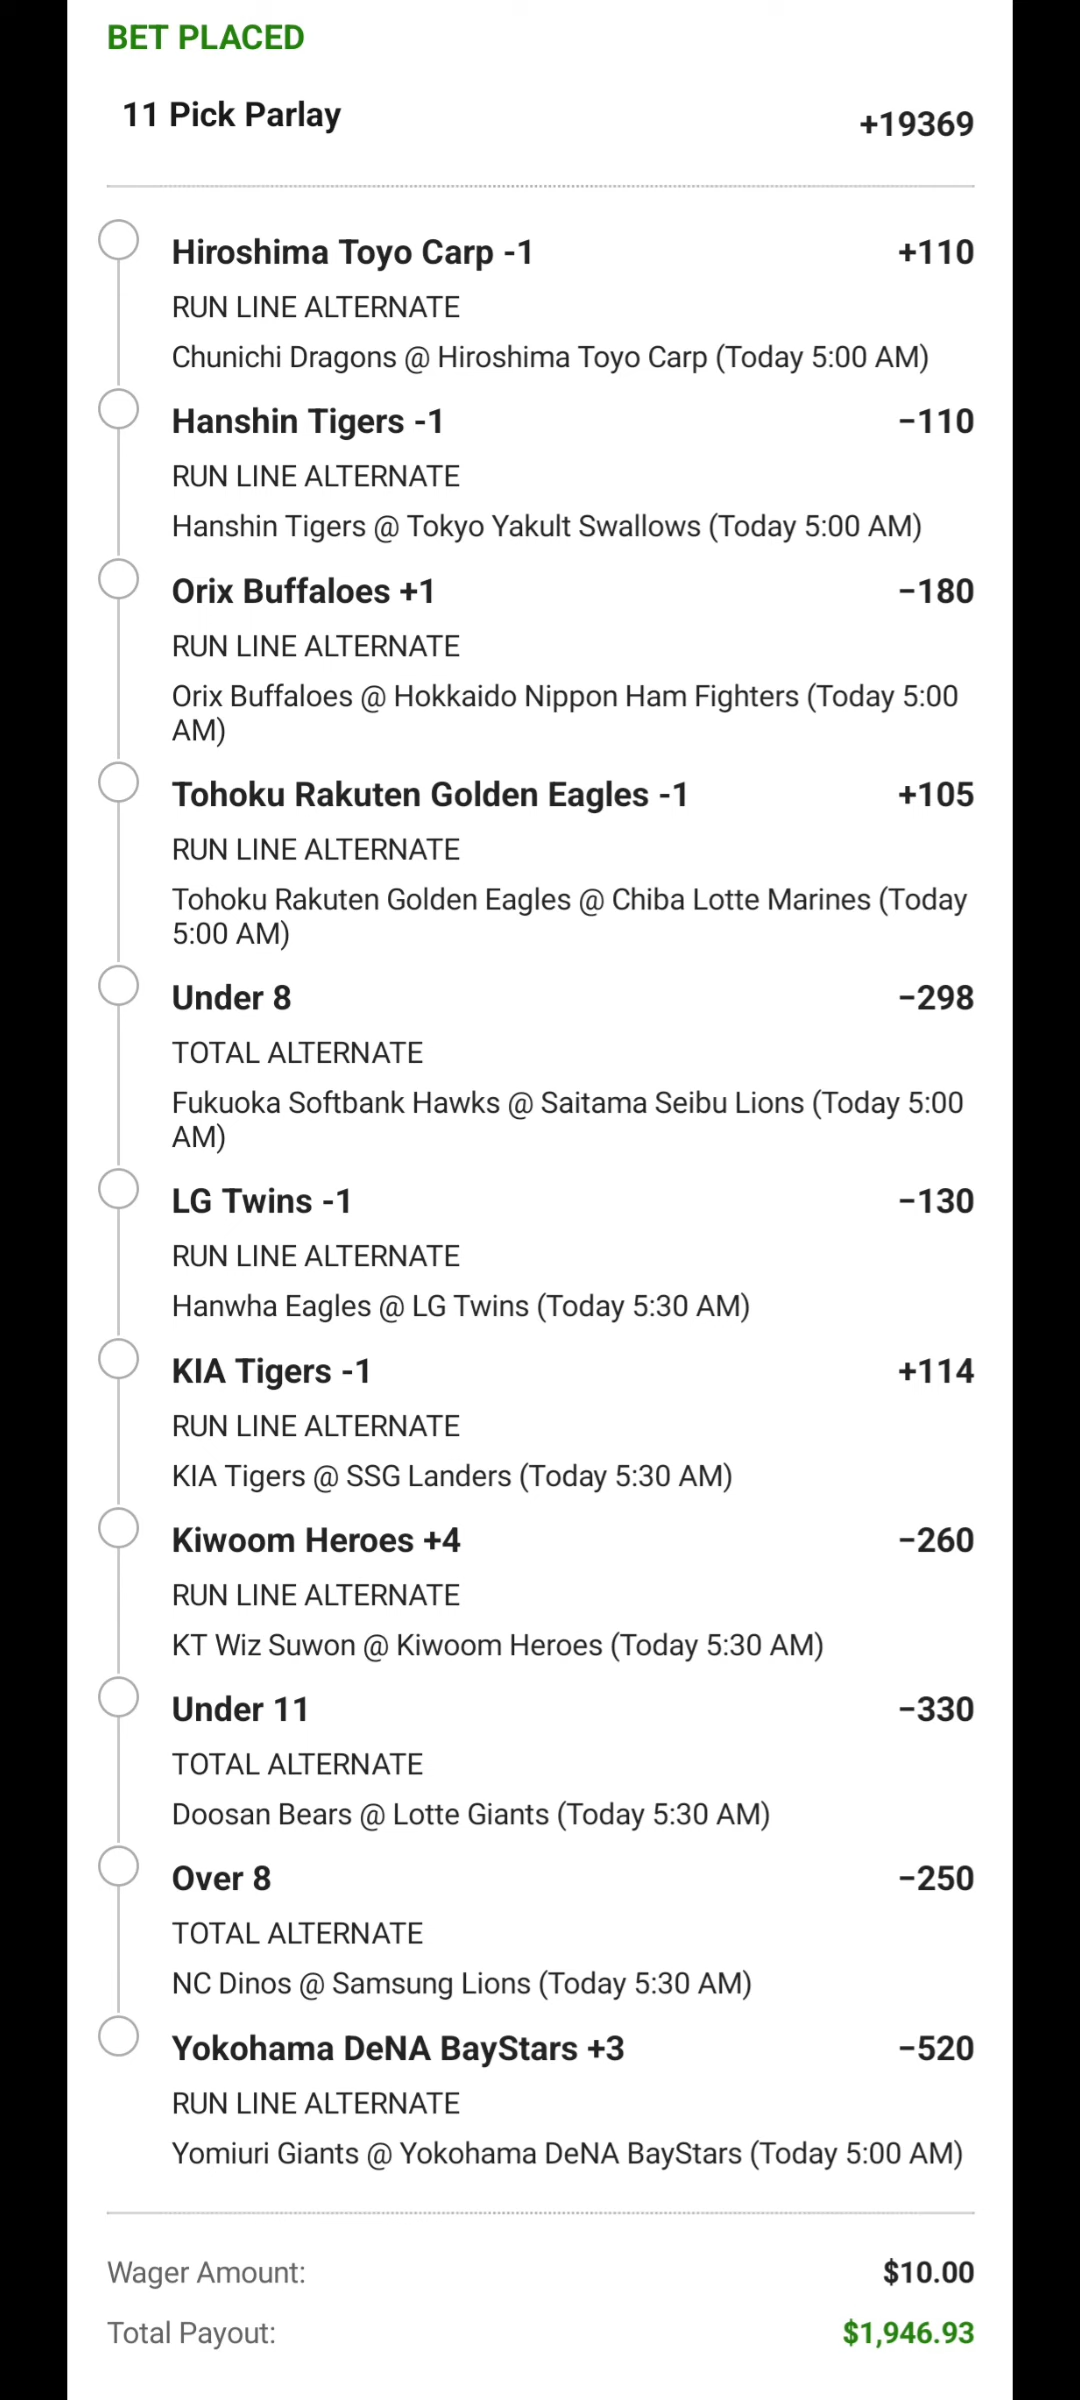 BET PLACED
11 Pick Parlay
+19369
Hiroshima Toyo Carp -1
+110
RUN LINE ALTERNATE
Chunichi Dragons @ Hiroshima Toyo Carp (Today 5:00 AM)
Hanshin Tigers -1
−110
RUN LINE ALTERNATE
Hanshin Tigers @ Tokyo Yakult Swallows (Today 5:00 AM)
Orix Buffaloes +1
−180
RUN LINE ALTERNATE
Orix Buffaloes @ Hokkaido Nippon Ham Fighters (Today 5:00
AM)
Tohoku Rakuten Golden Eagles -1
+105
RUN LINE ALTERNATE
Tohoku Rakuten Golden Eagles @ Chiba Lotte Marines (Today
5:00 AM)
Under 8
−298
TOTAL ALTERNATE
Fukuoka Softbank Hawks @ Saitama Seibu Lions (Today 5:00
AM)
LG Twins -1
−130
RUN LINE ALTERNATE
Hanwha Eagles @ LG Twins (Today 5:30 AM)
KIA Tigers -1
+114
RUN LINE ALTERNATE
KIA Tigers @ SSG Landers (Today 5:30 AM)
Kiwoom Heroes +4
−260
RUN LINE ALTERNATE
KT Wiz Suwon @ Kiwoom Heroes (Today 5:30 AM)
Under 11
−330
TOTAL ALTERNATE
Doosan Bears @ Lotte Giants (Today 5:30 AM)
Over 8
−250
TOTAL ALTERNATE
NC Dinos @ Samsung Lions (Today 5:30 AM)
Yokohama DeNA BayStars +3
−520
RUN LINE ALTERNATE
Yomiuri Giants @ Yokohama DeNA BayStars (Today 5:00 AM)
Wager Amount:
$10.00
Total Payout:
$1,946.93